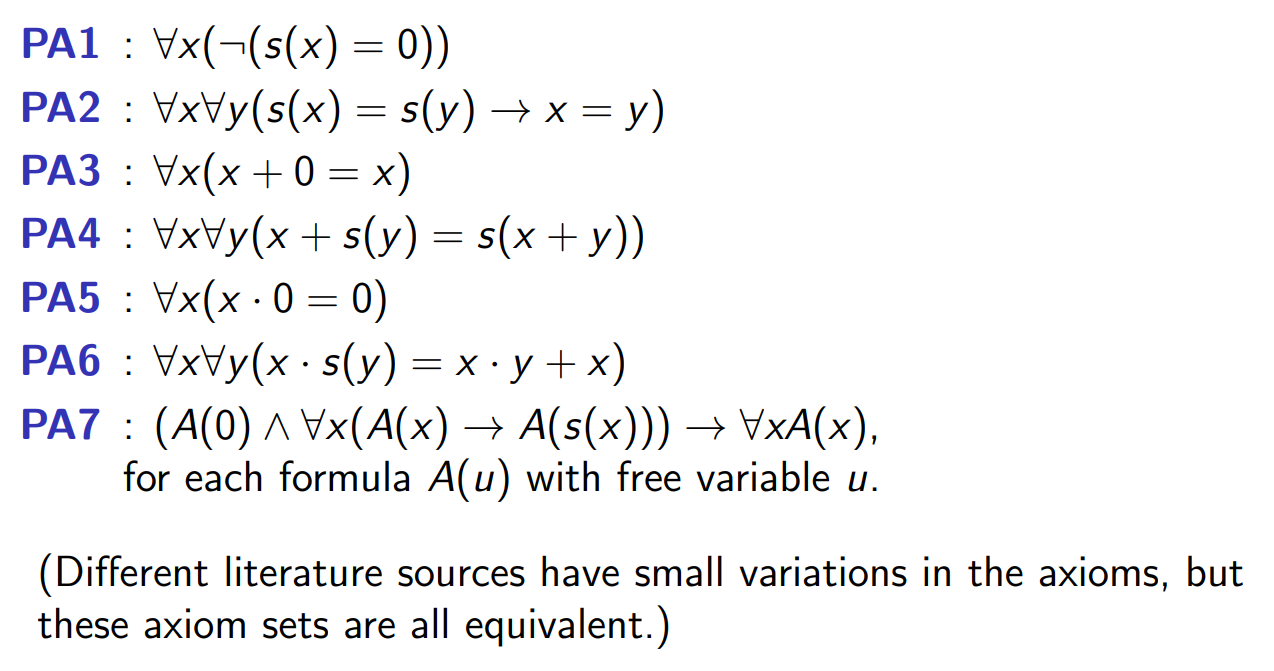 PA1 : ∀x(¬(s(x) = 0))
PA2 : ∀x∀y(s(x) = s(y) → x = y)
PA3 : ∀x(x + 0 = x)
PA4 : ∀x∀y(x + s(y) = s(x + y))
PA5 : ∀x(x · 0 = 0)
PA6 : ∀x∀y(x · s(y) = x · y + x)
PA7 : (A(0) ∧ ∀x(A(x) → A(s(x)))) → ∀xA(x),
for each formula A(u) with free variable u.
(Different literature sources have small variations in the axioms, but
these axiom sets are all equivalent.)